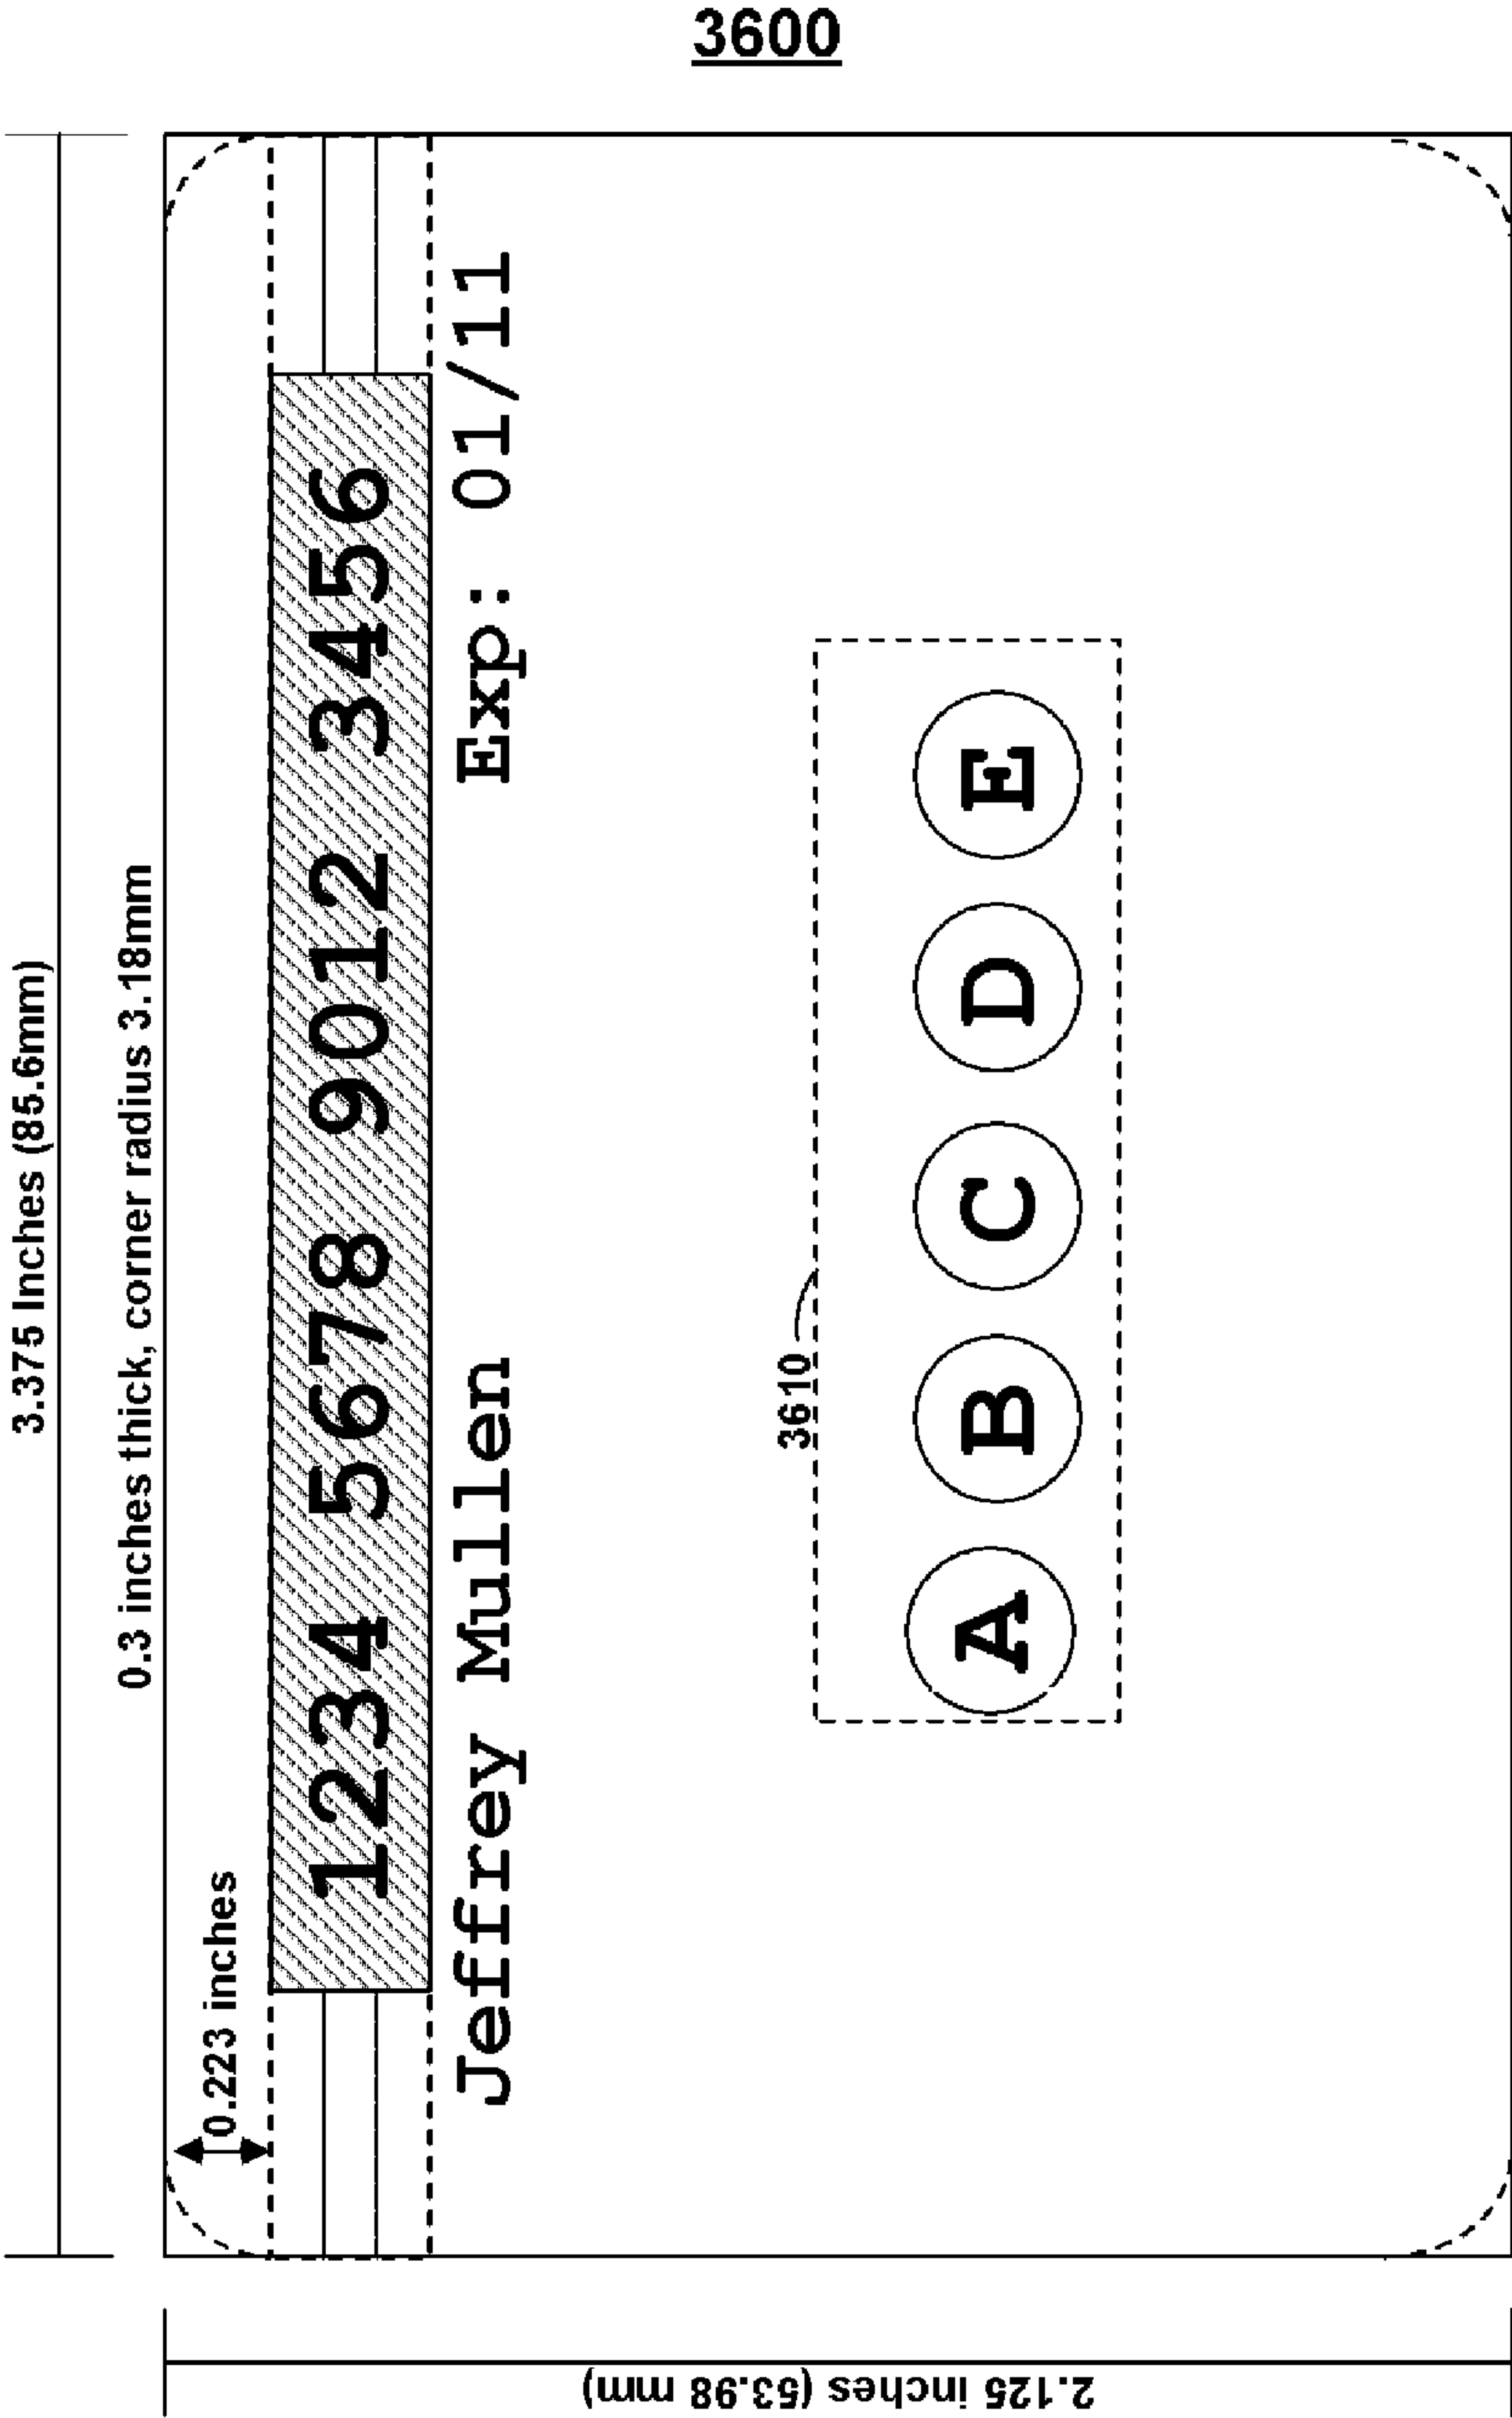 3600
3.375 Inches (85.6mm)
0.3 inches thick, corner radius 3.18mm
0.223 inches
1234 5678 9012 3456
Jeffrey Mullen Exp: 01/11
3610
A B C D E
2.125 inches (53.98 mm)